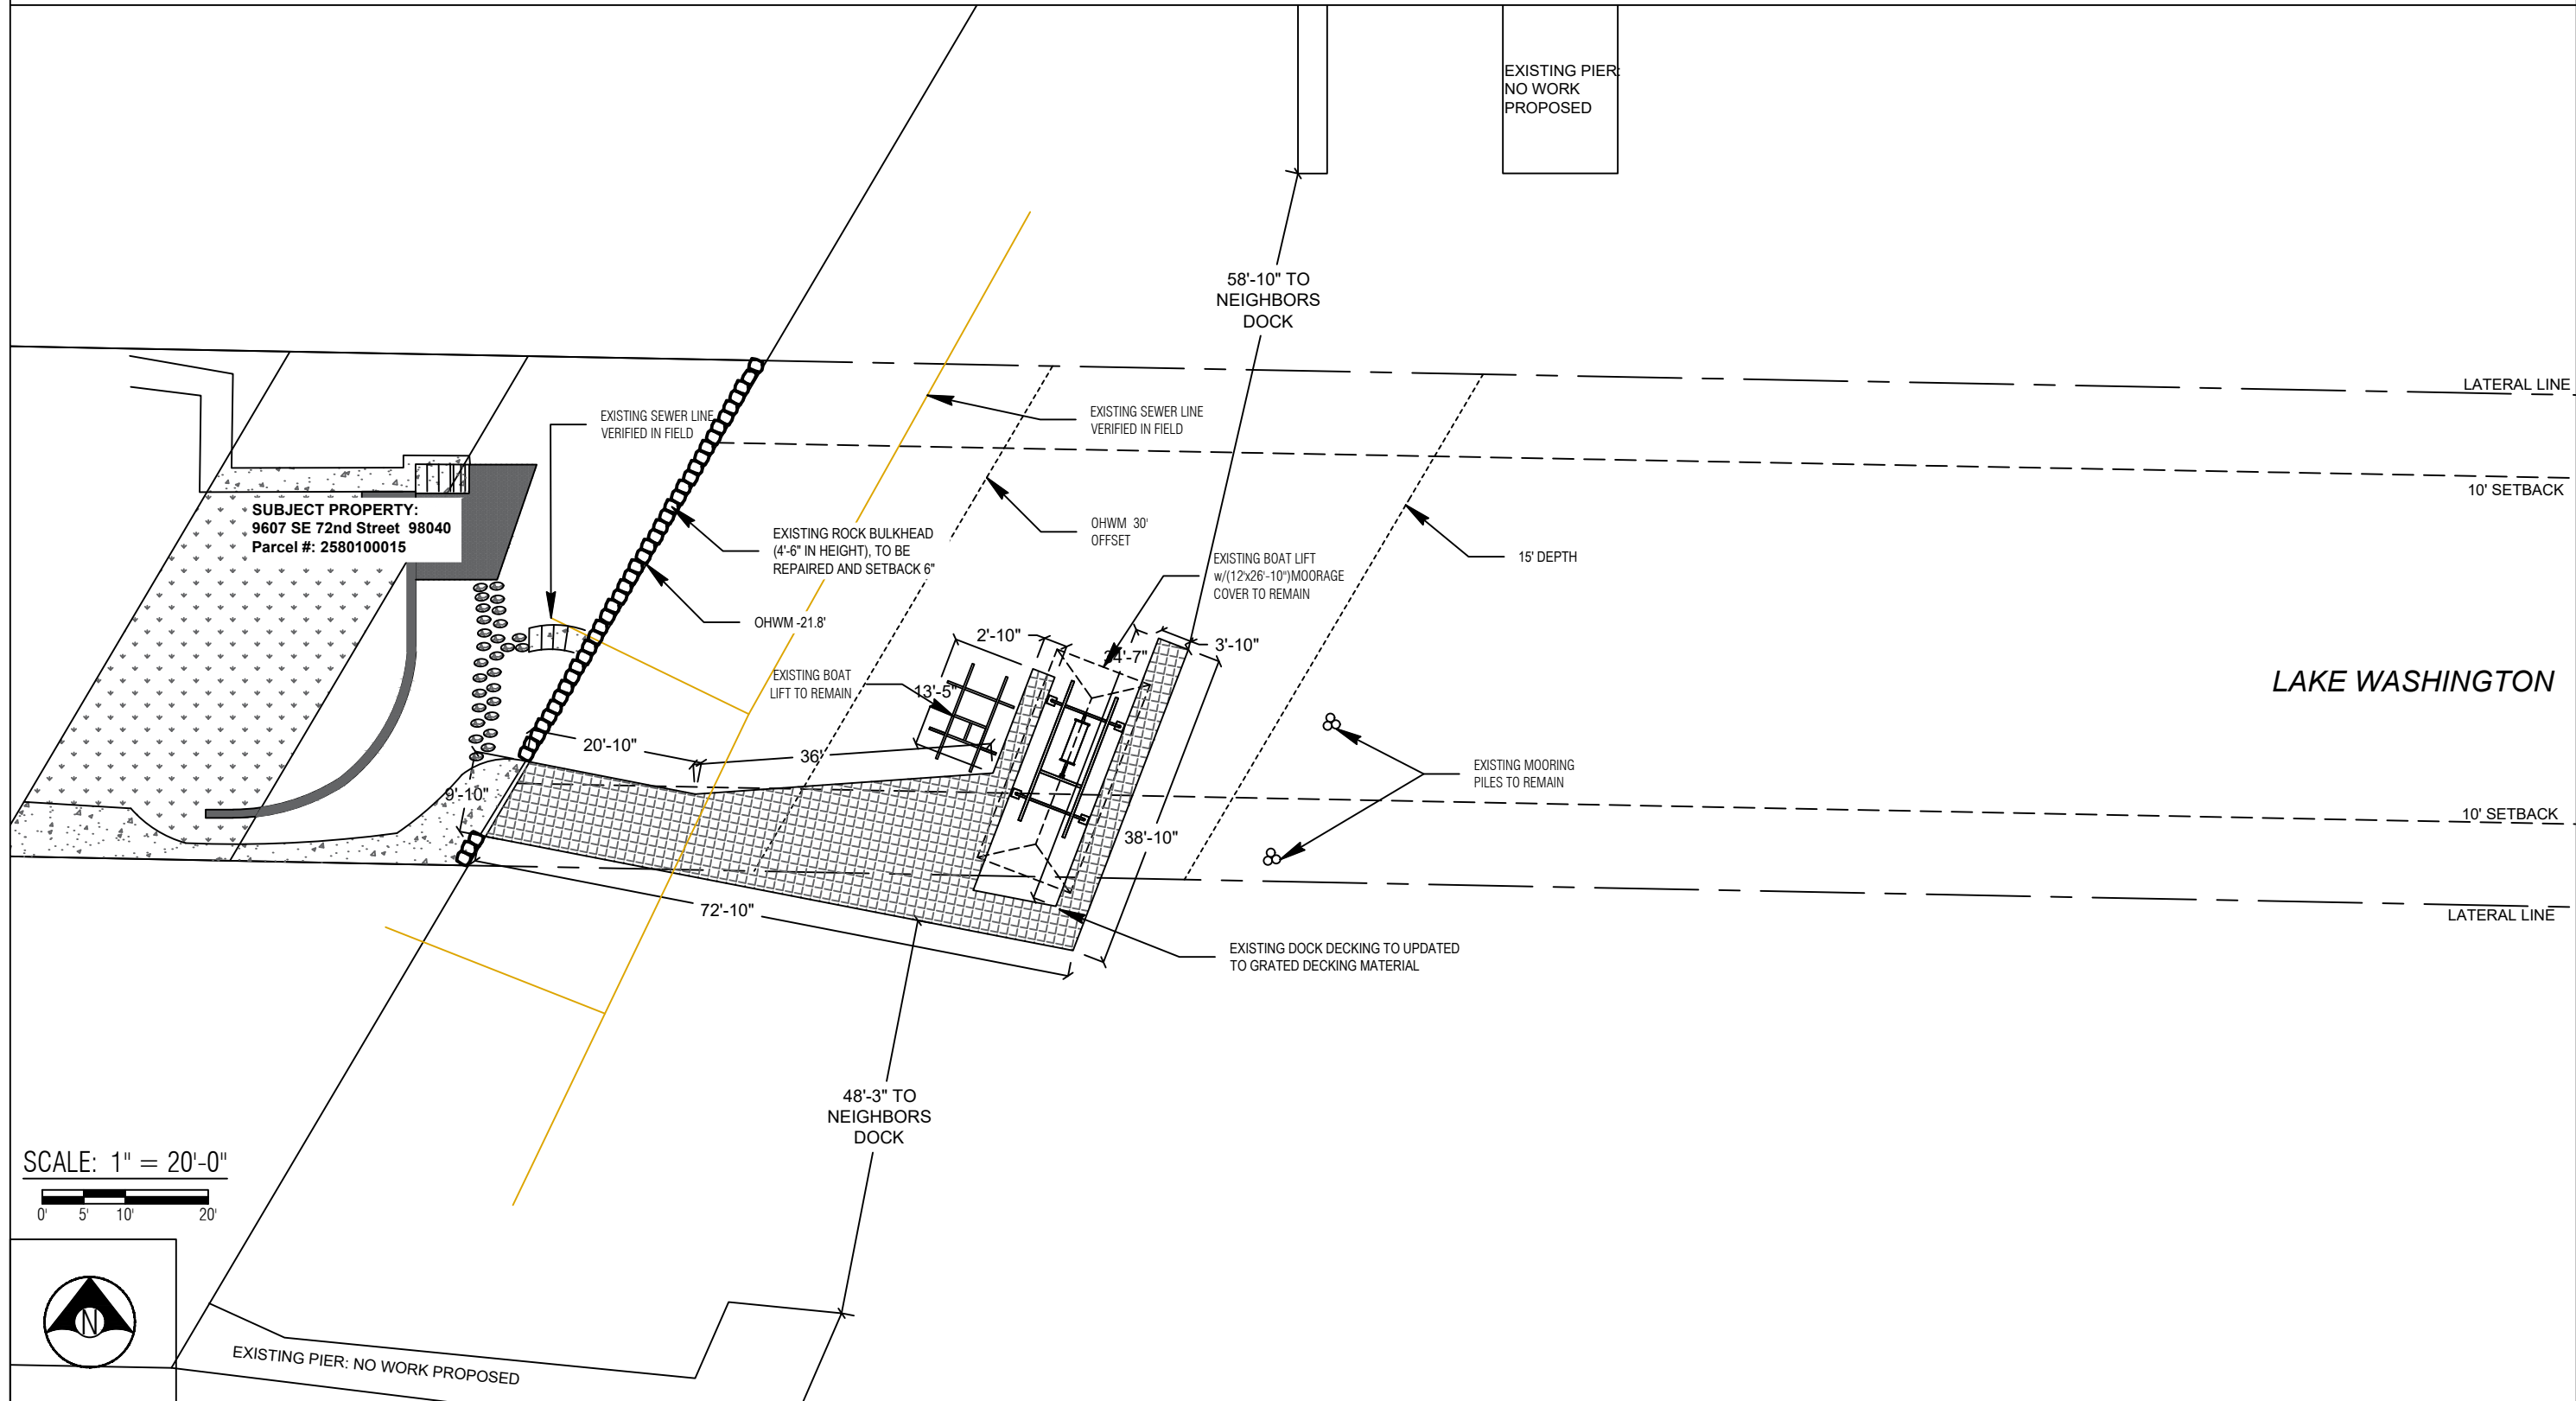 EXISTING PIER:
NO WORK
PROPOSED
58'-10" TO
NEIGHBORS
DOCK
LATERAL LINE
EXISTING SEWER LINE
VERIFIED IN FIELD
EXISTING SEWER LINE
VERIFIED IN FIELD
10' SETBACK
SUBJECT PROPERTY:
9607 SE 72nd Street 98040
Parcel #: 2580100015
EXISTING ROCK BULKHEAD
(4'-6" IN HEIGHT), TO BE
REPAIRED AND SETBACK 6"
OHWM 30'
OFFSET
EXISTING BOAT LIFT
w/(12'x26'-10")MOORAGE
COVER TO REMAIN
15' DEPTH
OHWM -21.8'
2'-10"
3'-10"
EXISTING BOAT
LIFT TO REMAIN
13'-5"
LAKE WASHINGTON
20'-10"
36'
EXISTING MOORING
PILES TO REMAIN
9'-10"
10' SETBACK
38'-10"
72'-10"
LATERAL LINE
EXISTING DOCK DECKING TO UPDATED
TO GRATED DECKING MATERIAL
48'-3" TO
NEIGHBORS
DOCK
SCALE: 1" = 20'-0"
0' 5' 10' 20'
N
EXISTING PIER: NO WORK PROPOSED